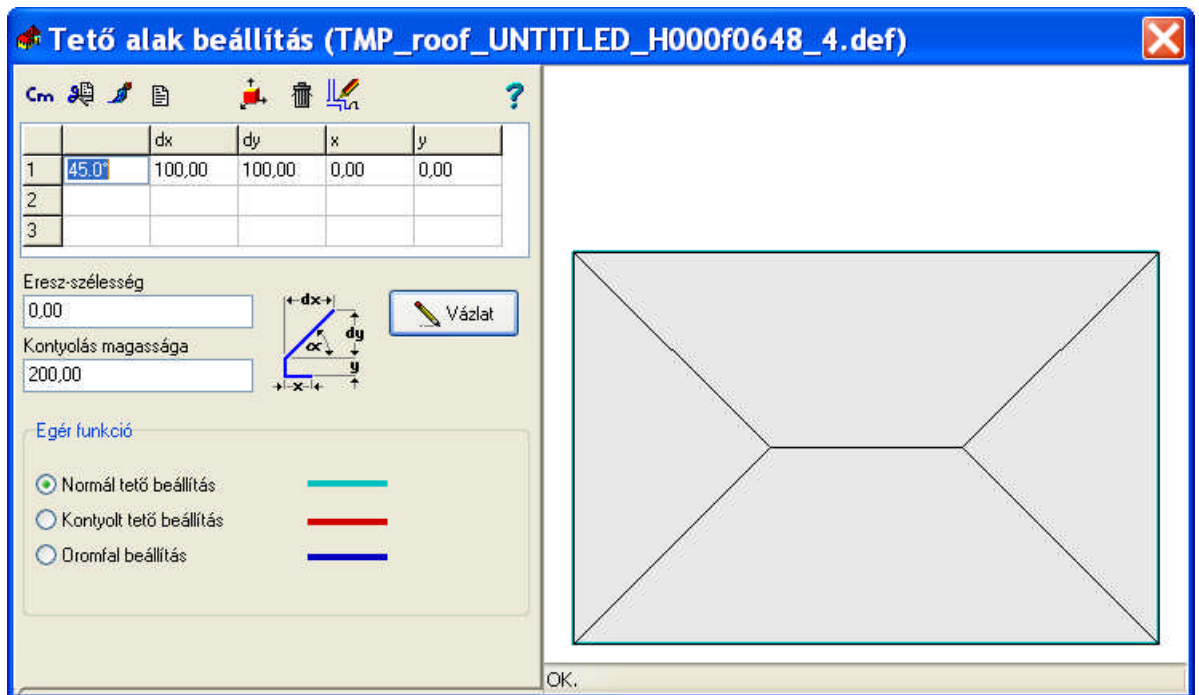 Tető alak beállítás (TMP_roof_UNTITLED_H000f0648_4.def)
Cm ?
dx dy x y
1 45.0° 100,00 100,00 0,00 0,00
2
3
Eresz-szélesség
0,00
Kontyolás magassága
200,00
dx
dy
α
y
x
Vázlat
Egér funkció
Normál tető beállítás
Kontyolt tető beállítás
Oromfal beállítás
OK.